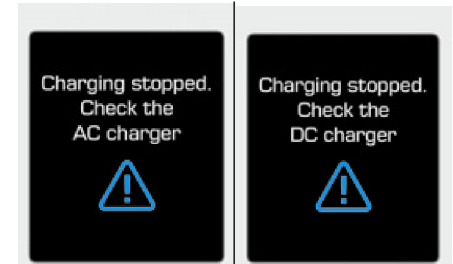 Charging stopped.
Check the
AC charger
Charging stopped.
Check the
DC charger